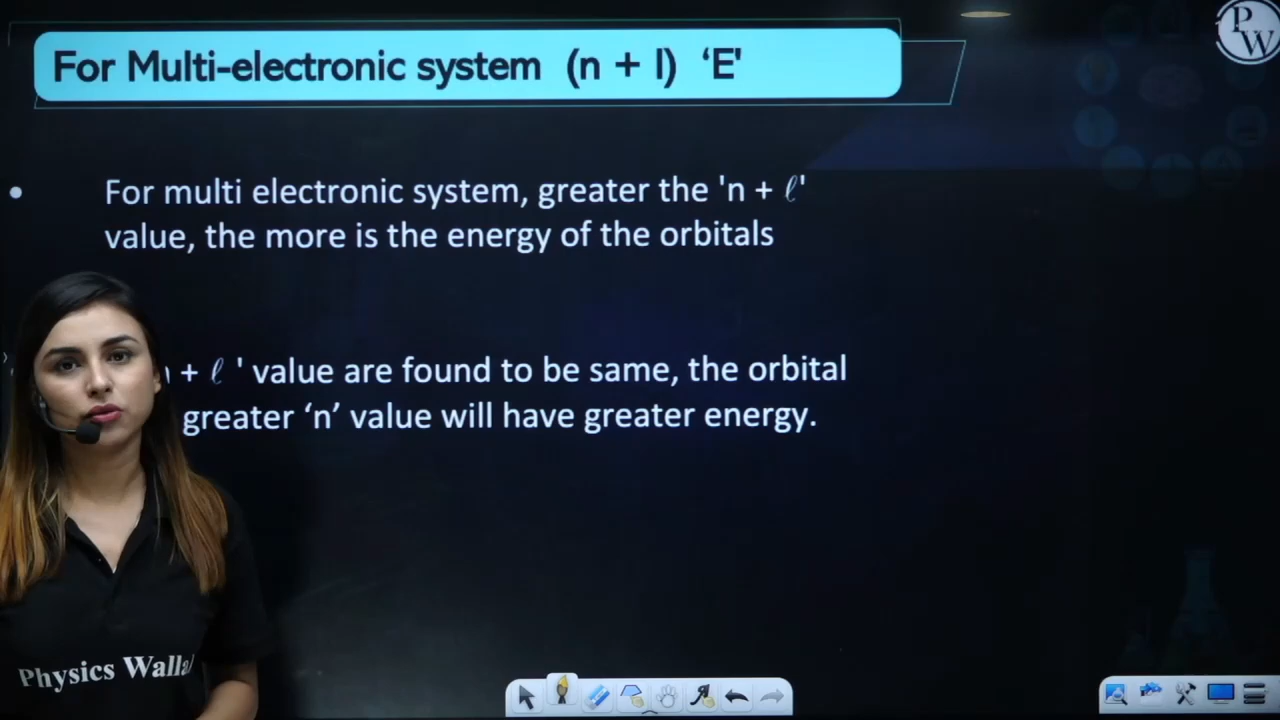 For Multi-electronic system (n + l) ‘E'
P
W
• For multi electronic system, greater the 'n + ℓ'
value, the more is the energy of the orbitals
+ ℓ ' value are found to be same, the orbital
greater ‘n’ value will have greater energy.
Physics Walla